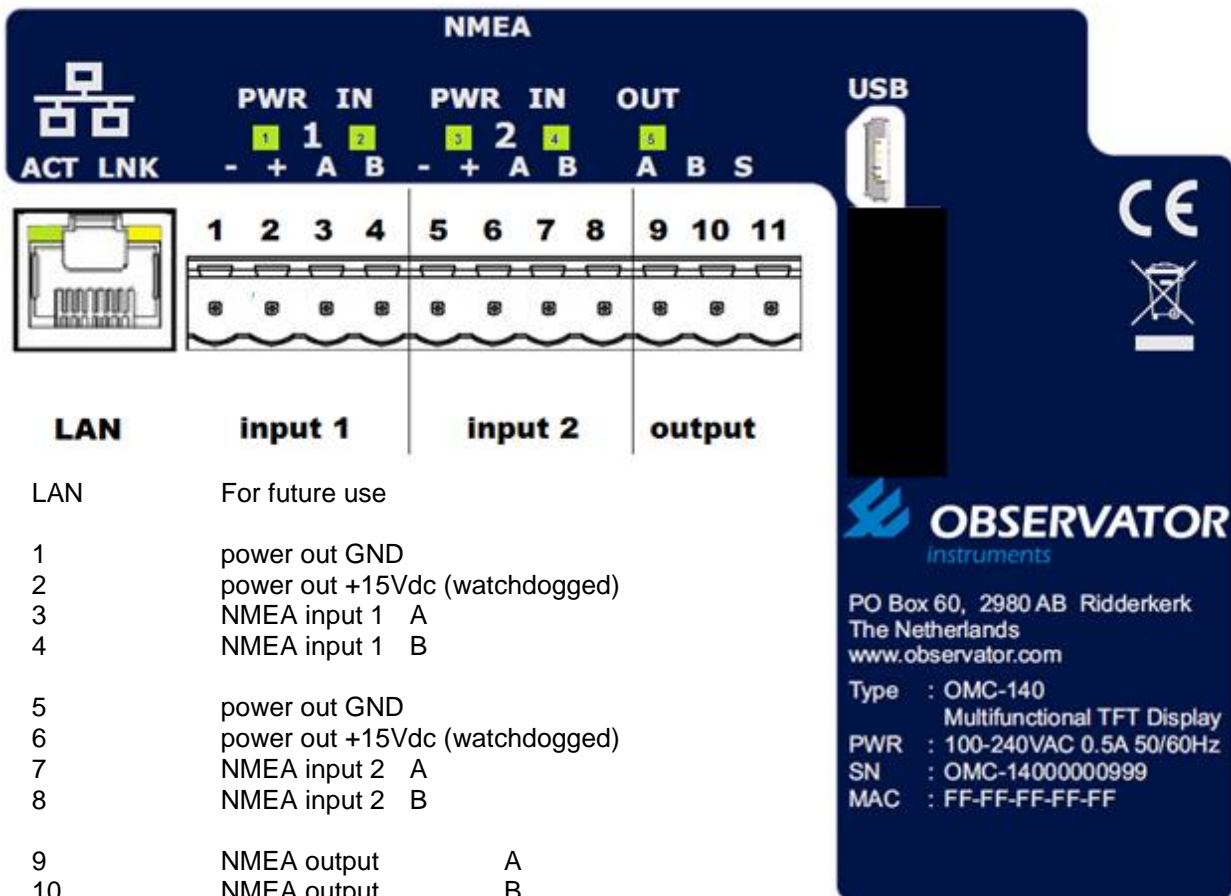 NMEA
PWR IN PWR IN OUT
1 1 2 3 2 4 5
ACT LNK - + A B - + A B A B S
USB
1 2 3 4 5 6 7 8 9 10 11
LAN input 1 input 2 output
LAN For future use
1 power out GND
2 power out +15Vdc (watchdogged)
3 NMEA input 1 A
4 NMEA input 1 B
5 power out GND
6 power out +15Vdc (watchdogged)
7 NMEA input 2 A
8 NMEA input 2 B
9 NMEA output A
10 NMEA output B
CE
OBSERVATOR
instruments
PO Box 60, 2980 AB Ridderkerk
The Netherlands
www.observator.com
Type : OMC-140
Multifunctional TFT Display
PWR : 100-240VAC 0.5A 50/60Hz
SN : OMC-14000000999
MAC : FF-FF-FF-FF-FF